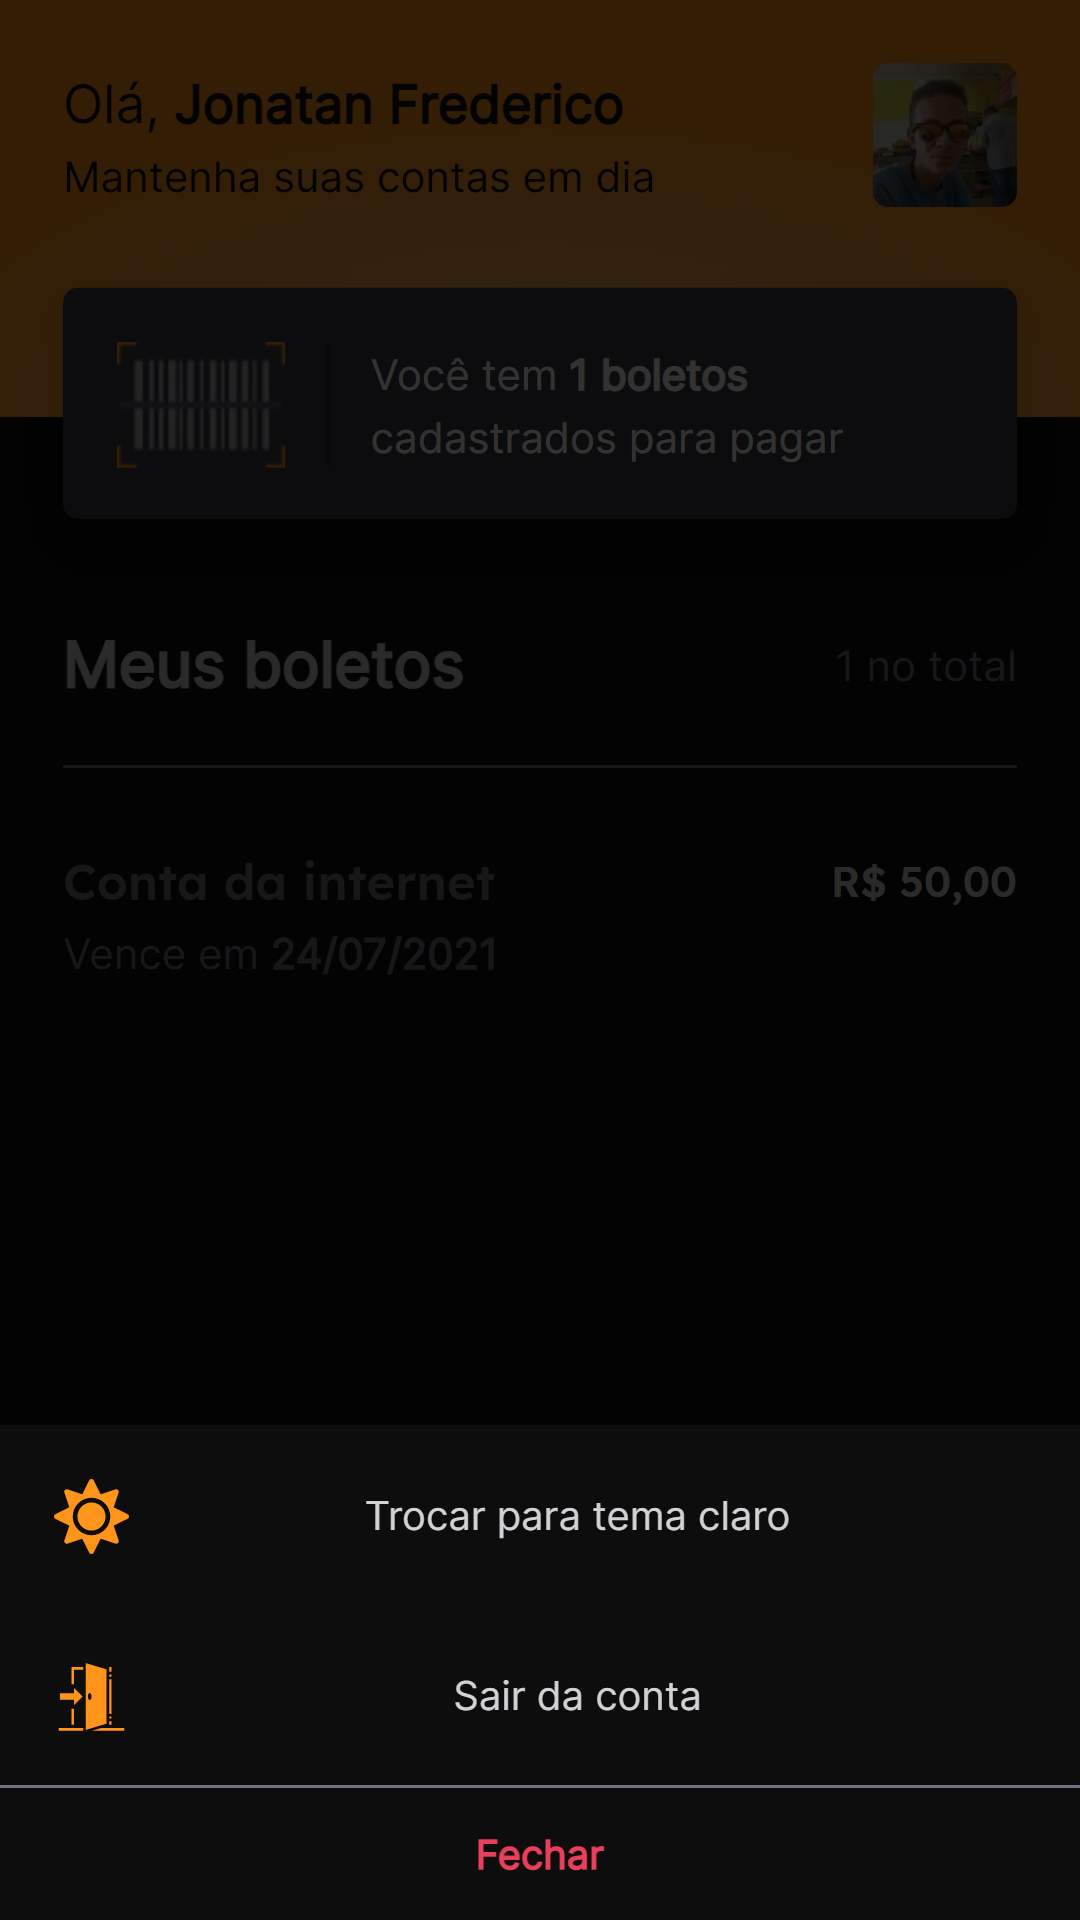 Olá, Jonatan Frederico
Mantenha suas contas em dia
Você tem 1 boletos
cadastrados para pagar
Meus boletos
1 no total
Conta da internet
R$ 50,00
Vence em 24/07/2021
Trocar para tema claro
Sair da conta
Fechar